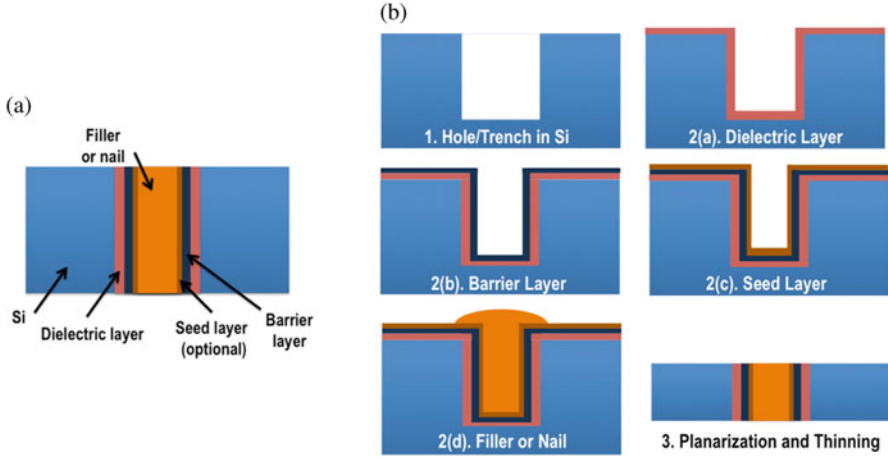 (a)
Filler
or nail
Si
Dielectric layer
Seed layer
(optional)
Barrier
layer
(b)
1. Hole/Trench in Si
2(a). Dielectric Layer
2(b). Barrier Layer
2(c). Seed Layer
2(d). Filler or Nail
3. Planarization and Thinning